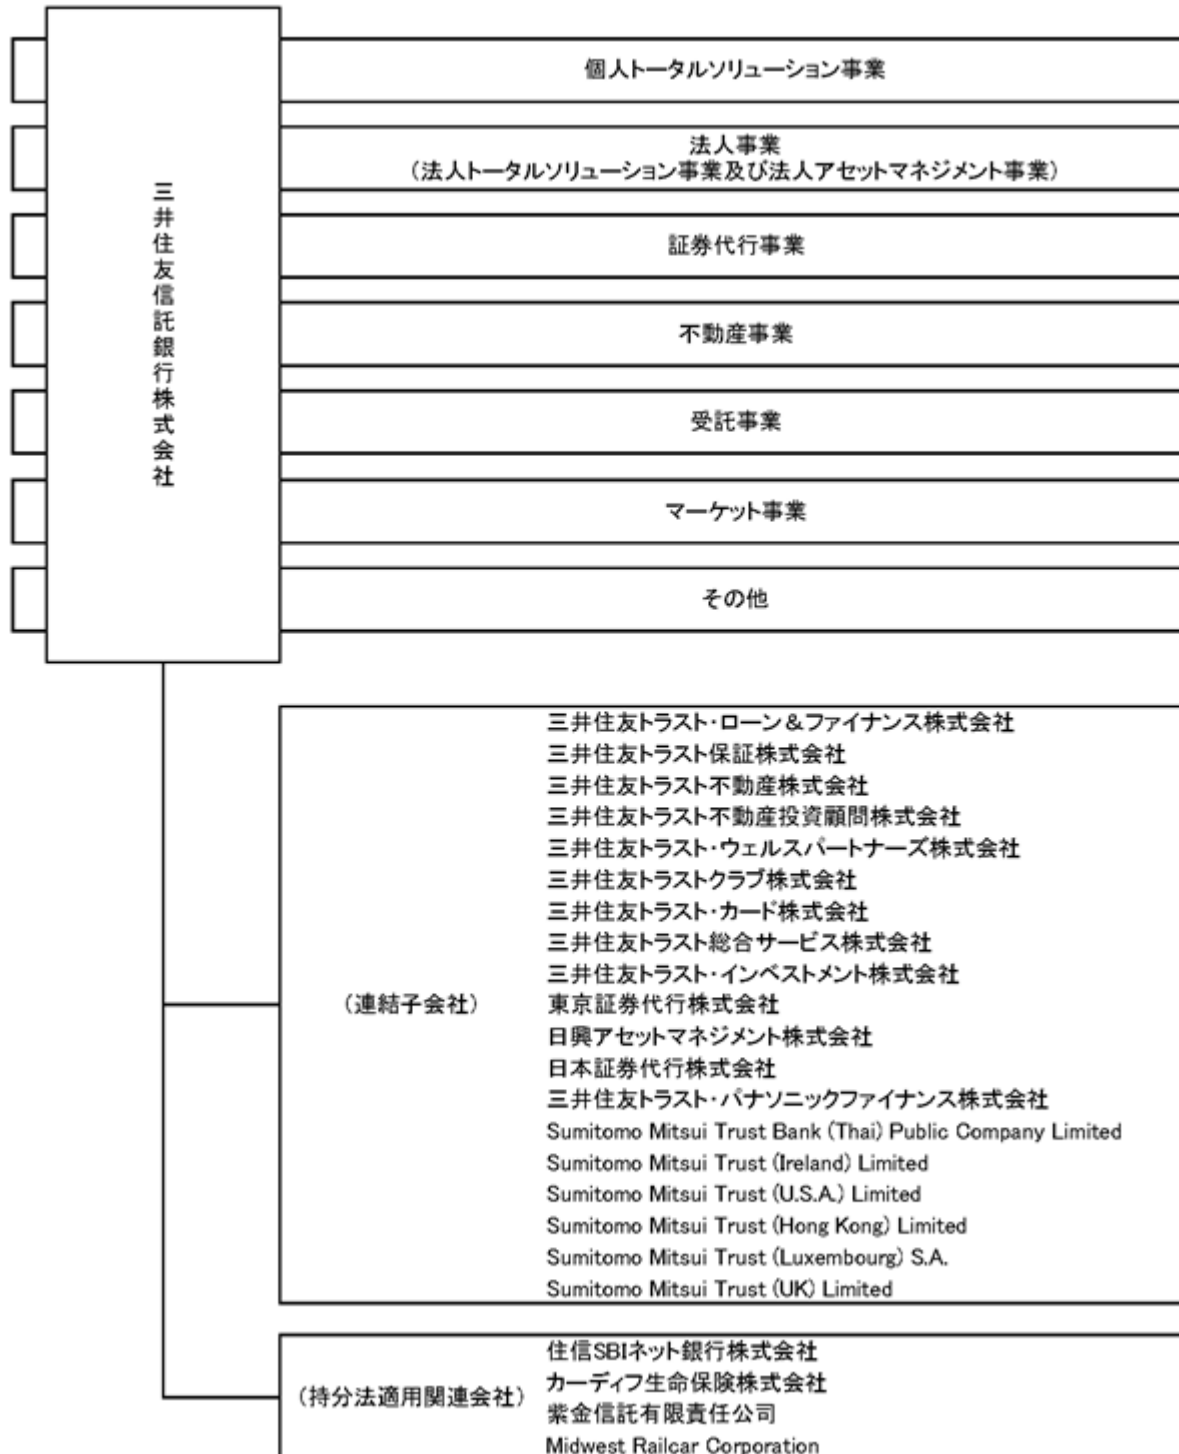 三井住友信託銀行株式会社
個人トータルソリューション事業
法人事業
(法人トータルソリューション事業及び法人アセットマネジメント事業)
証券代行事業
不動産事業
受託事業
マーケット事業
その他
(連結子会社)
三井住友トラスト・ローン&ファイナンス株式会社
三井住友トラスト保証株式会社
三井住友トラスト不動産株式会社
三井住友トラスト不動産投資顧問株式会社
三井住友トラスト・ウェルスパートナーズ株式会社
三井住友トラストクラブ株式会社
三井住友トラスト・カード株式会社
三井住友トラスト総合サービス株式会社
三井住友トラスト・インベストメント株式会社
東京証券代行株式会社
日興アセットマネジメント株式会社
日本証券代行株式会社
三井住友トラスト・パナソニックファイナンス株式会社
Sumitomo Mitsui Trust Bank (Thai) Public Company Limited
Sumitomo Mitsui Trust (Ireland) Limited
Sumitomo Mitsui Trust (U.S.A.) Limited
Sumitomo Mitsui Trust (Hong Kong) Limited
Sumitomo Mitsui Trust (Luxembourg) S.A.
Sumitomo Mitsui Trust (UK) Limited
(持分法適用関連会社)
住信SBIネット銀行株式会社
カーディフ生命保険株式会社
紫金信託有限責任公司
Midwest Railcar Corporation